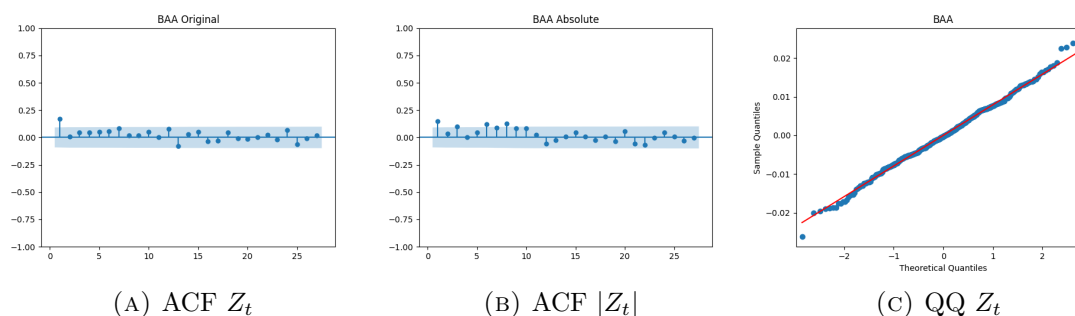 BAA Original
1.00
0.75
0.50
0.25
0.00
−0.25
−0.50
−0.75
−1.00
0 5 10 15 20 25
(A) ACF Z_t
BAA Absolute
1.00
0.75
0.50
0.25
0.00
−0.25
−0.50
−0.75
−1.00
0 5 10 15 20 25
(B) ACF |Z_t|
BAA
Sample Quantiles
0.02
0.01
0.00
−0.01
−0.02
−2 −1 0 1 2
Theoretical Quantiles
(C) QQ Z_t